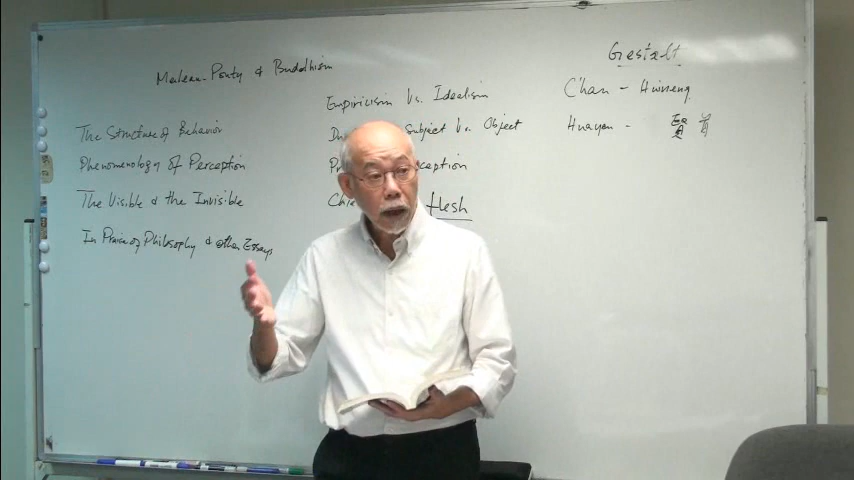 Merleau-Ponty & Buddhism
The Structure of Behavior
Phenomenology of Perception
The Visible & the Invisible
In Praise of Philosophy & other Essays
Empiricism Vs. Idealism
Subject Vs. Object
flesh
Gestalt
Ch'an - Huineng
Huayen -